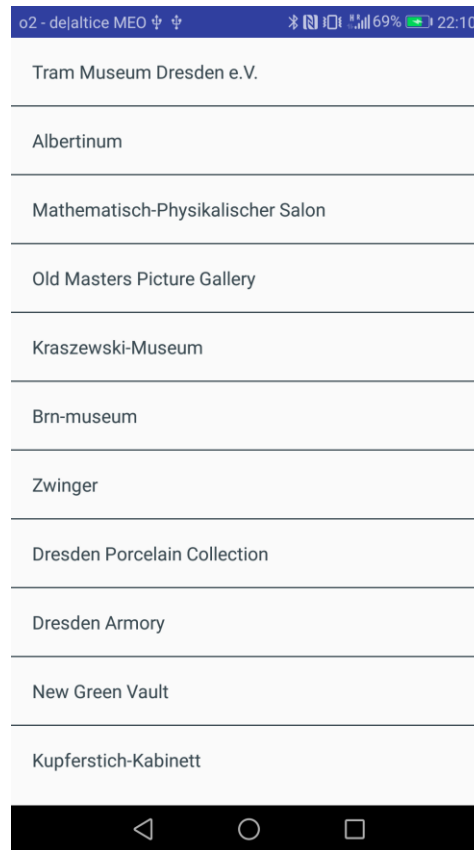 o2 - de|altice MEO 69% 22:10
Tram Museum Dresden e.V.
Albertinum
Mathematisch-Physikalischer Salon
Old Masters Picture Gallery
Kraszewski-Museum
Brn-museum
Zwinger
Dresden Porcelain Collection
Dresden Armory
New Green Vault
Kupferstich-Kabinett